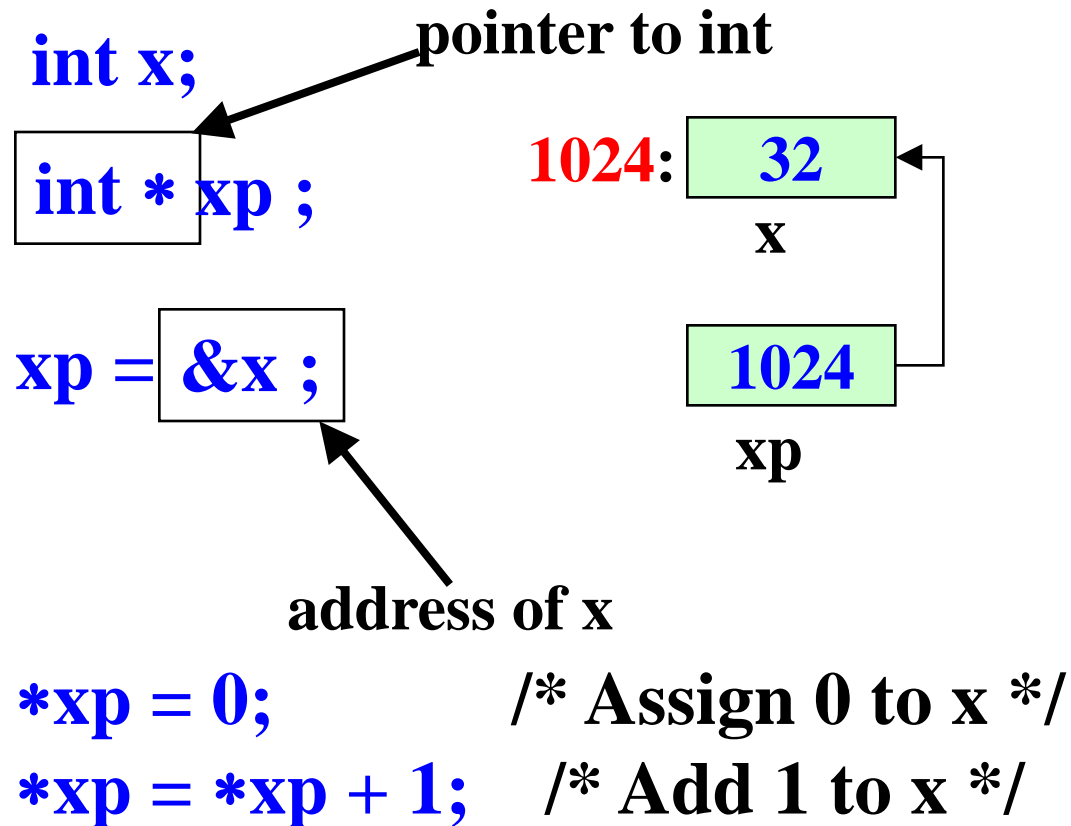 pointer to int
int x;
int * xp ;
1024: 32
x
xp = &x ;
1024
xp
address of x
*xp = 0; /* Assign 0 to x */
*xp = *xp + 1; /* Add 1 to x */